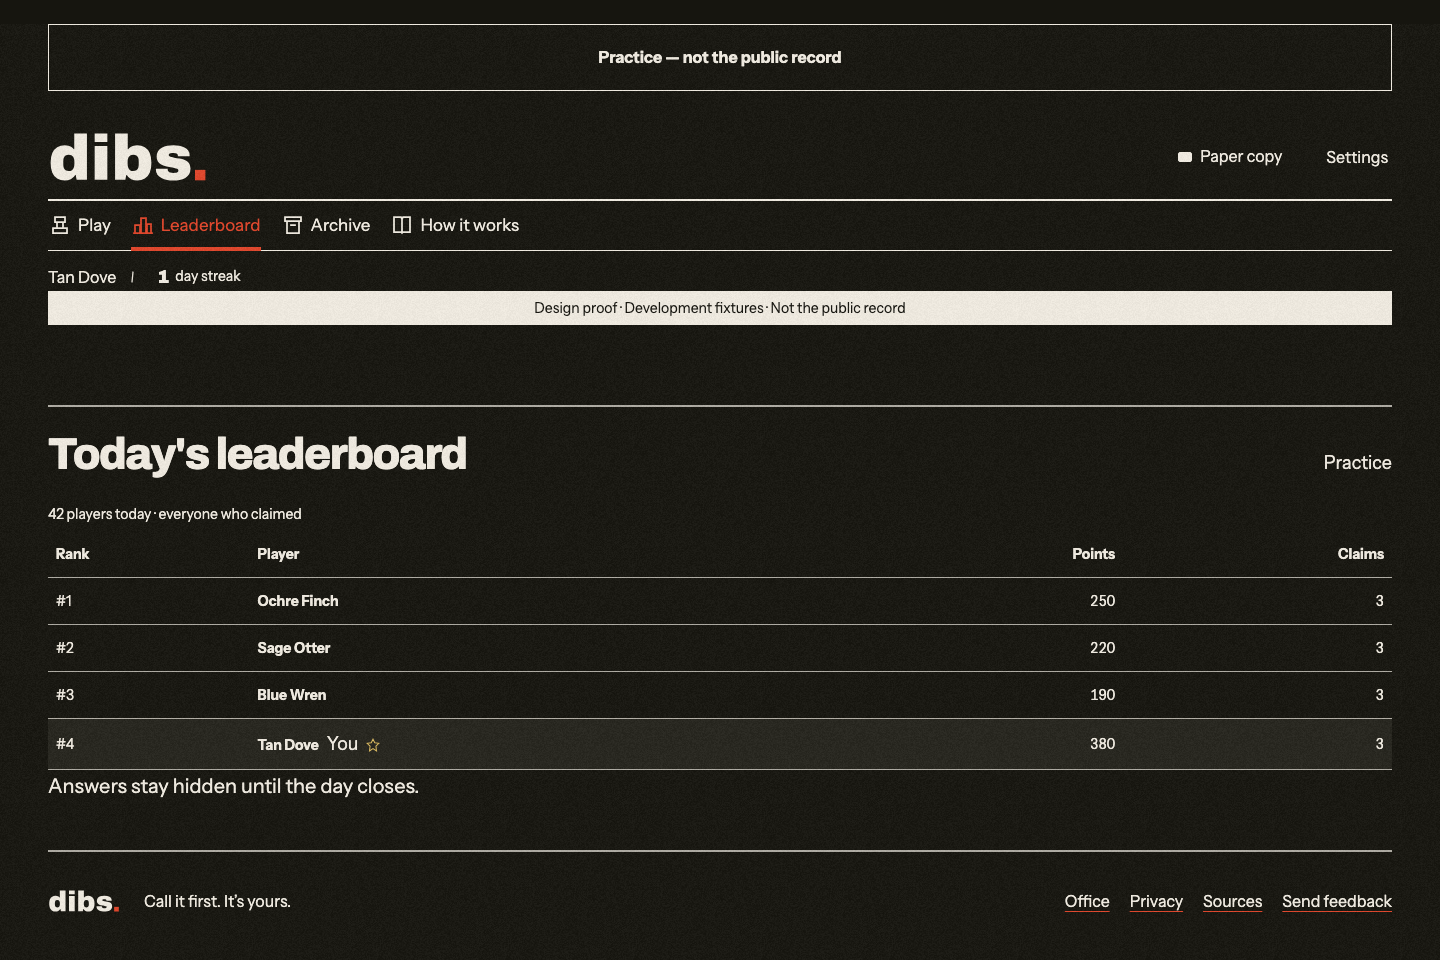 Practice — not the public record
dibs.
Paper copy Settings
Play Leaderboard Archive How it works
Tan Dove / 1 day streak
Design proof · Development fixtures · Not the public record
Today's leaderboard
Practice
42 players today · everyone who claimed
Rank Player Points Claims
#1 Ochre Finch 250 3
#2 Sage Otter 220 3
#3 Blue Wren 190 3
#4 Tan Dove You 380 3
Answers stay hidden until the day closes.
dibs. Call it first. It’s yours. Office Privacy Sources Send feedback